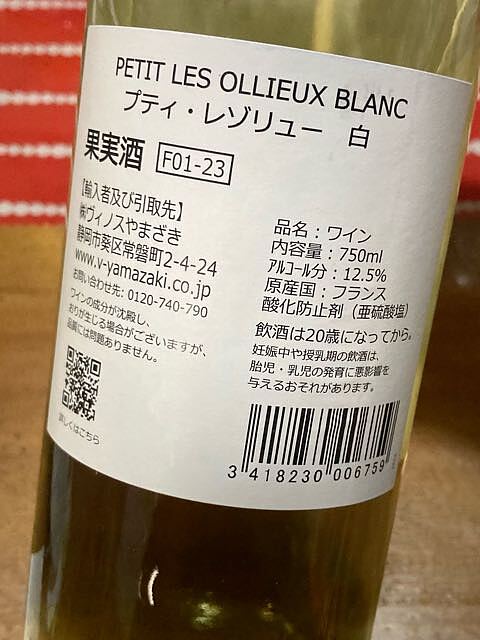 PETIT LES OLLIEUX BLANC
プティ・レゾリュー 白
果実酒 F01-23
【輸入者及び引取先】
㈱ヴィノスやまざき
静岡市葵区常磐町2-4-24
www.v-yamazaki.co.jp
お問い合わせ先: 0120-740-790
ワインの成分が沈殿し、
おりが生じる場合がございますが、
品質には問題ありません。
詳しくはこちら
品名：ワイン
内容量：750ml
ｱﾙｺｰﾙ分：12.5%
原産国：フランス
酸化防止剤（亜硫酸塩）
飲酒は20歳になってから。
妊娠中や授乳期の飲酒は、
胎児・乳児の発育に悪影響を
与えるおそれがあります。
3 418230 006759